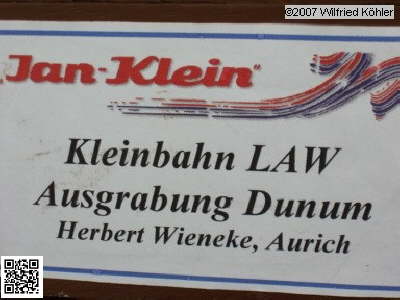 ©2007 Wilfried Köhler
„Jan-Klein“
Kleinbahn LAW
Ausgrabung Dunum
Herbert Wieneke, Aurich